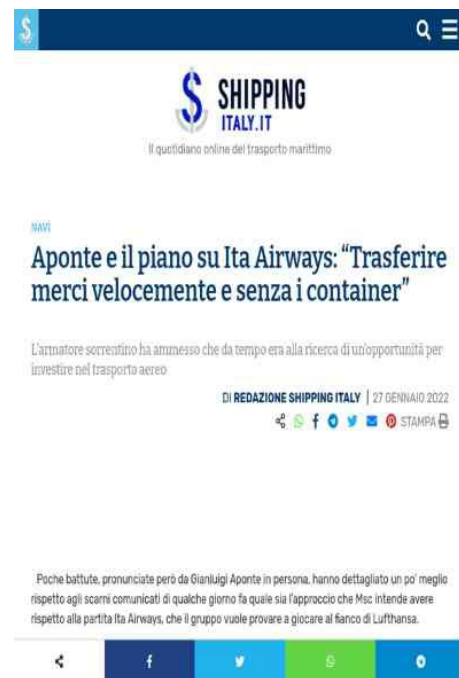 SHIPPING
ITALY.IT
Il quotidiano online del trasporto marittimo
NAVI
Aponte e il piano su Ita Airways: “Trasferire
merci velocemente e senza i container”
L'armatore sorrentino ha ammesso che da tempo era alla ricerca di un'opportunità per
investire nel trasporto aereo
DI REDAZIONE SHIPPING ITALY | 27 GENNAIO 2022
STAMPA
Poche battute, pronunciate però da Gianluigi Aponte in persona, hanno dettagliato un po' meglio
rispetto agli scarni comunicati di qualche giorno fa quale sia l'approccio che Msc intende avere
rispetto alla partita Ita Airways, che il gruppo vuole provare a giocare al fianco di Lufthansa.